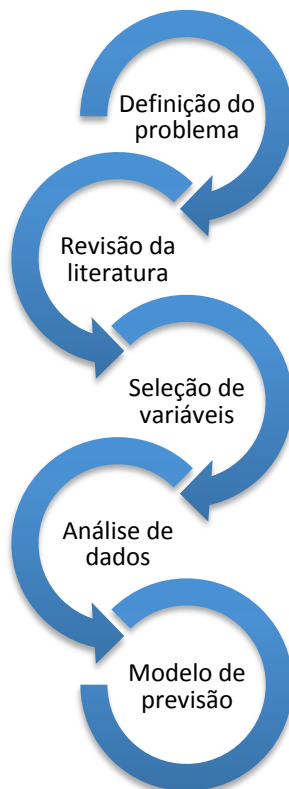 Definição do
problema
Revisão da
literatura
Seleção de
variáveis
Análise de
dados
Modelo de
previsão